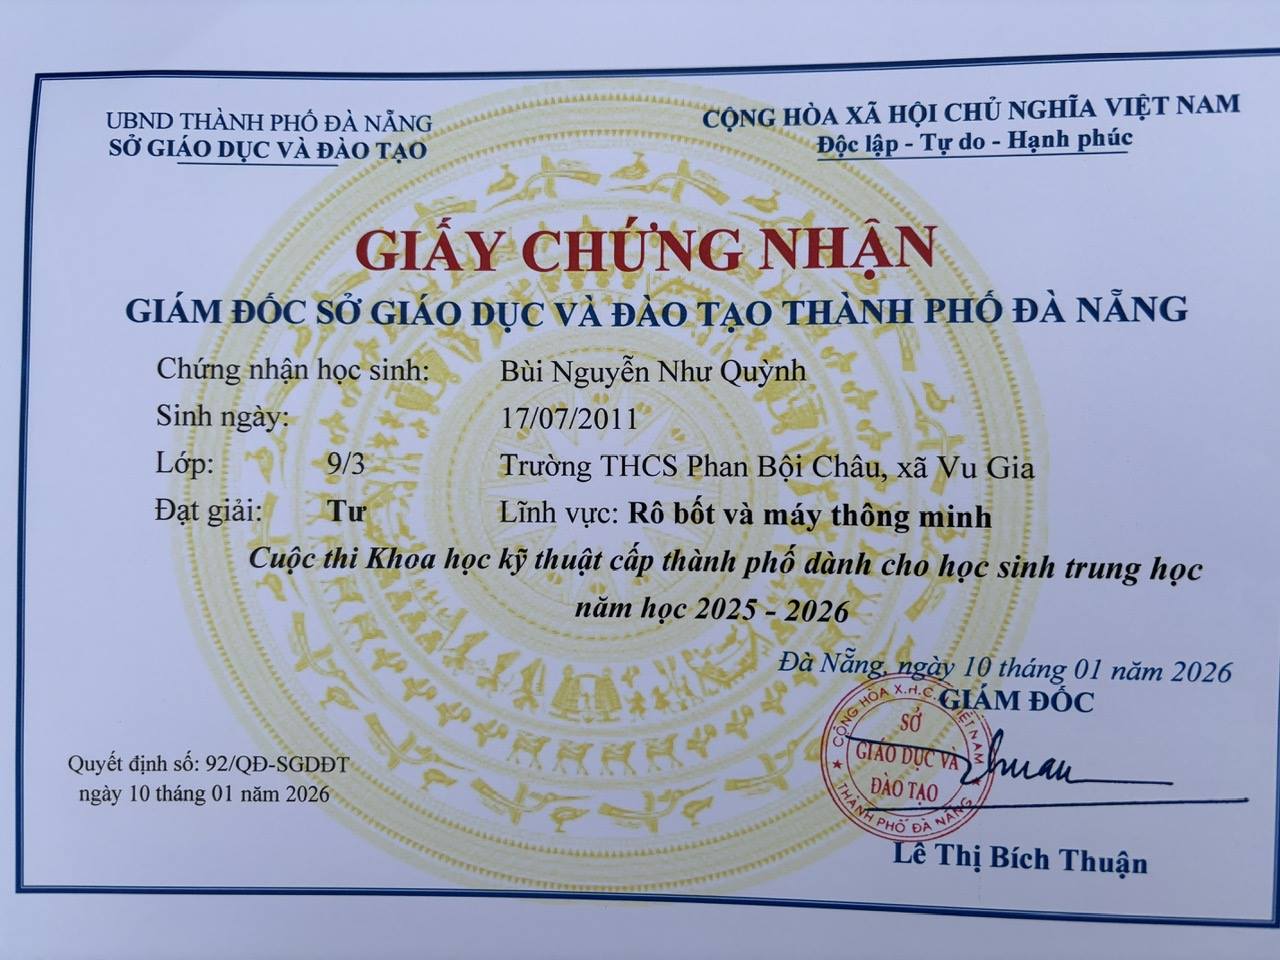 UBND THÀNH PHỐ ĐÀ NẴNG
SỞ GIÁO DỤC VÀ ĐÀO TẠO
CỘNG HÒA XÃ HỘI CHỦ NGHĨA VIỆT NAM
Độc lập - Tự do - Hạnh phúc
GIẤY CHỨNG NHẬN
GIÁM ĐỐC SỞ GIÁO DỤC VÀ ĐÀO TẠO THÀNH PHỐ ĐÀ NẴNG
Chứng nhận học sinh: Bùi Nguyễn Như Quỳnh
Sinh ngày: 17/07/2011
Lớp: 9/3 Trường THCS Phan Bội Châu, xã Vu Gia
Đạt giải: Tư Lĩnh vực: Rô bốt và máy thông minh
Cuộc thi Khoa học kỹ thuật cấp thành phố dành cho học sinh trung học
năm học 2025 - 2026
Đà Nẵng, ngày 10 tháng 01 năm 2026
GIÁM ĐỐC
CỘNG HÒA X.H.C.N VIỆT NAM
SỞ
GIÁO DỤC VÀ
ĐÀO TẠO
THÀNH PHỐ ĐÀ NẴNG
Thuan
Lê Thị Bích Thuận
Quyết định số: 92/QĐ-SGDĐT
ngày 10 tháng 01 năm 2026